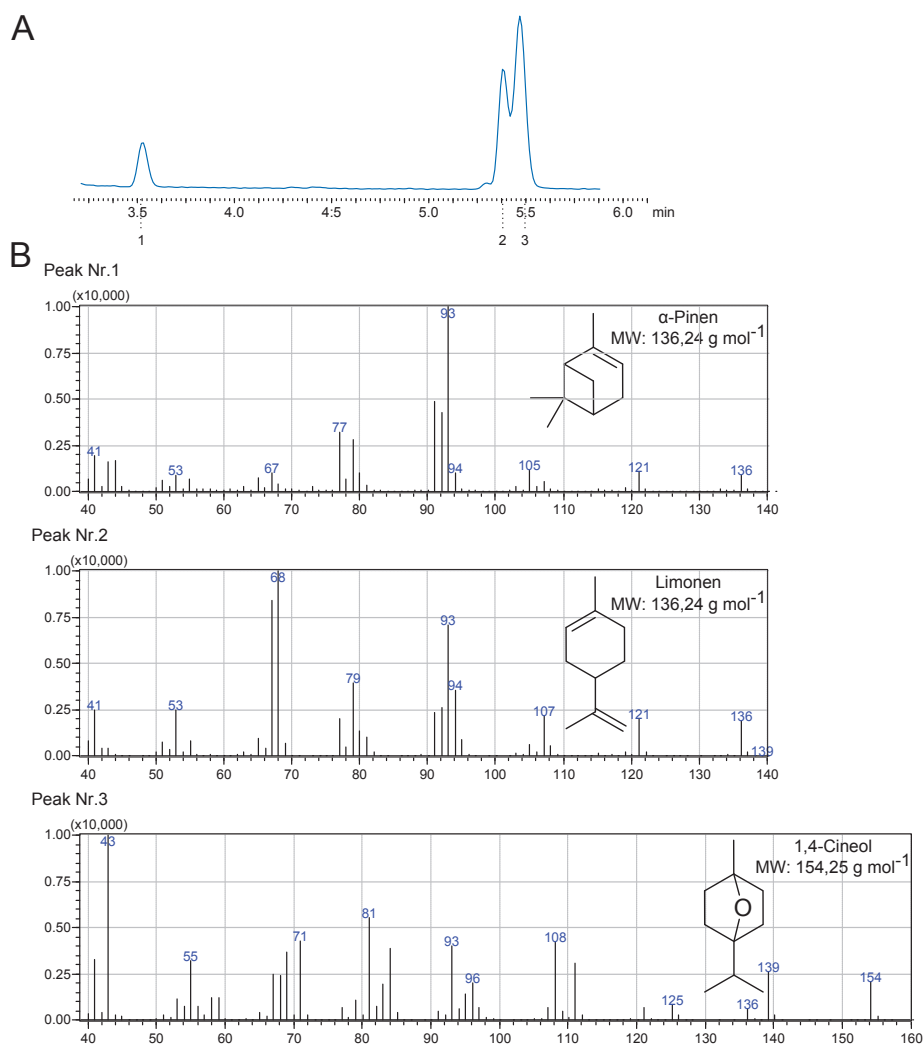 A
3.5 4.0 4.5 5.0 5.5 6.0 min
1 2 3
B
Peak Nr.1
(x10,000)
1.00
0.75
0.50
0.25
0.00
93
77
41
53
67
94
105
121
136
α-Pinen
MW: 136,24 g mol⁻¹
40 50 60 70 80 90 100 110 120 130 140
Peak Nr.2
(x10,000)
1.00
0.75
0.50
0.25
0.00
68
93
79
94
41
53
107
121
136
139
Limonen
MW: 136,24 g mol⁻¹
40 50 60 70 80 90 100 110 120 130 140
Peak Nr.3
(x10,000)
1.00
0.75
0.50
0.25
0.00
43
81
71
55
93
96
108
125
136
139
154
1,4-Cineol
MW: 154,25 g mol⁻¹
O
40 50 60 70 80 90 100 110 120 130 140 150 160